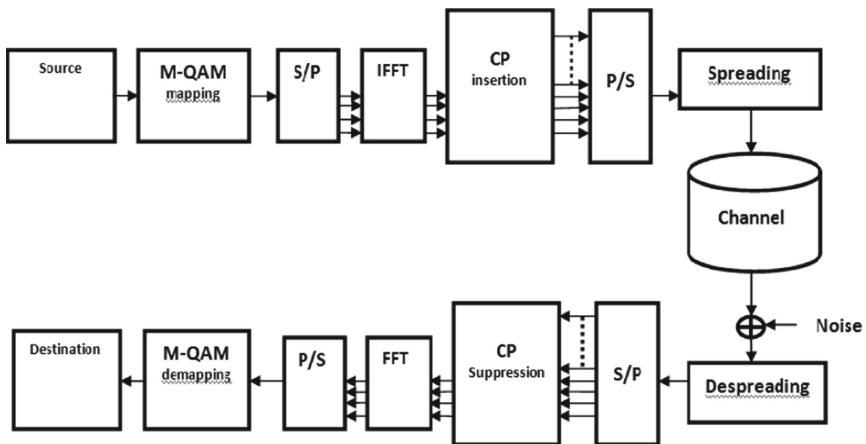 Source
M-QAM
mapping
S/P
IFFT
CP
insertion
P/S
Spreading
Channel
Noise
Despreading
S/P
CP
Suppression
FFT
P/S
M-QAM
demapping
Destination